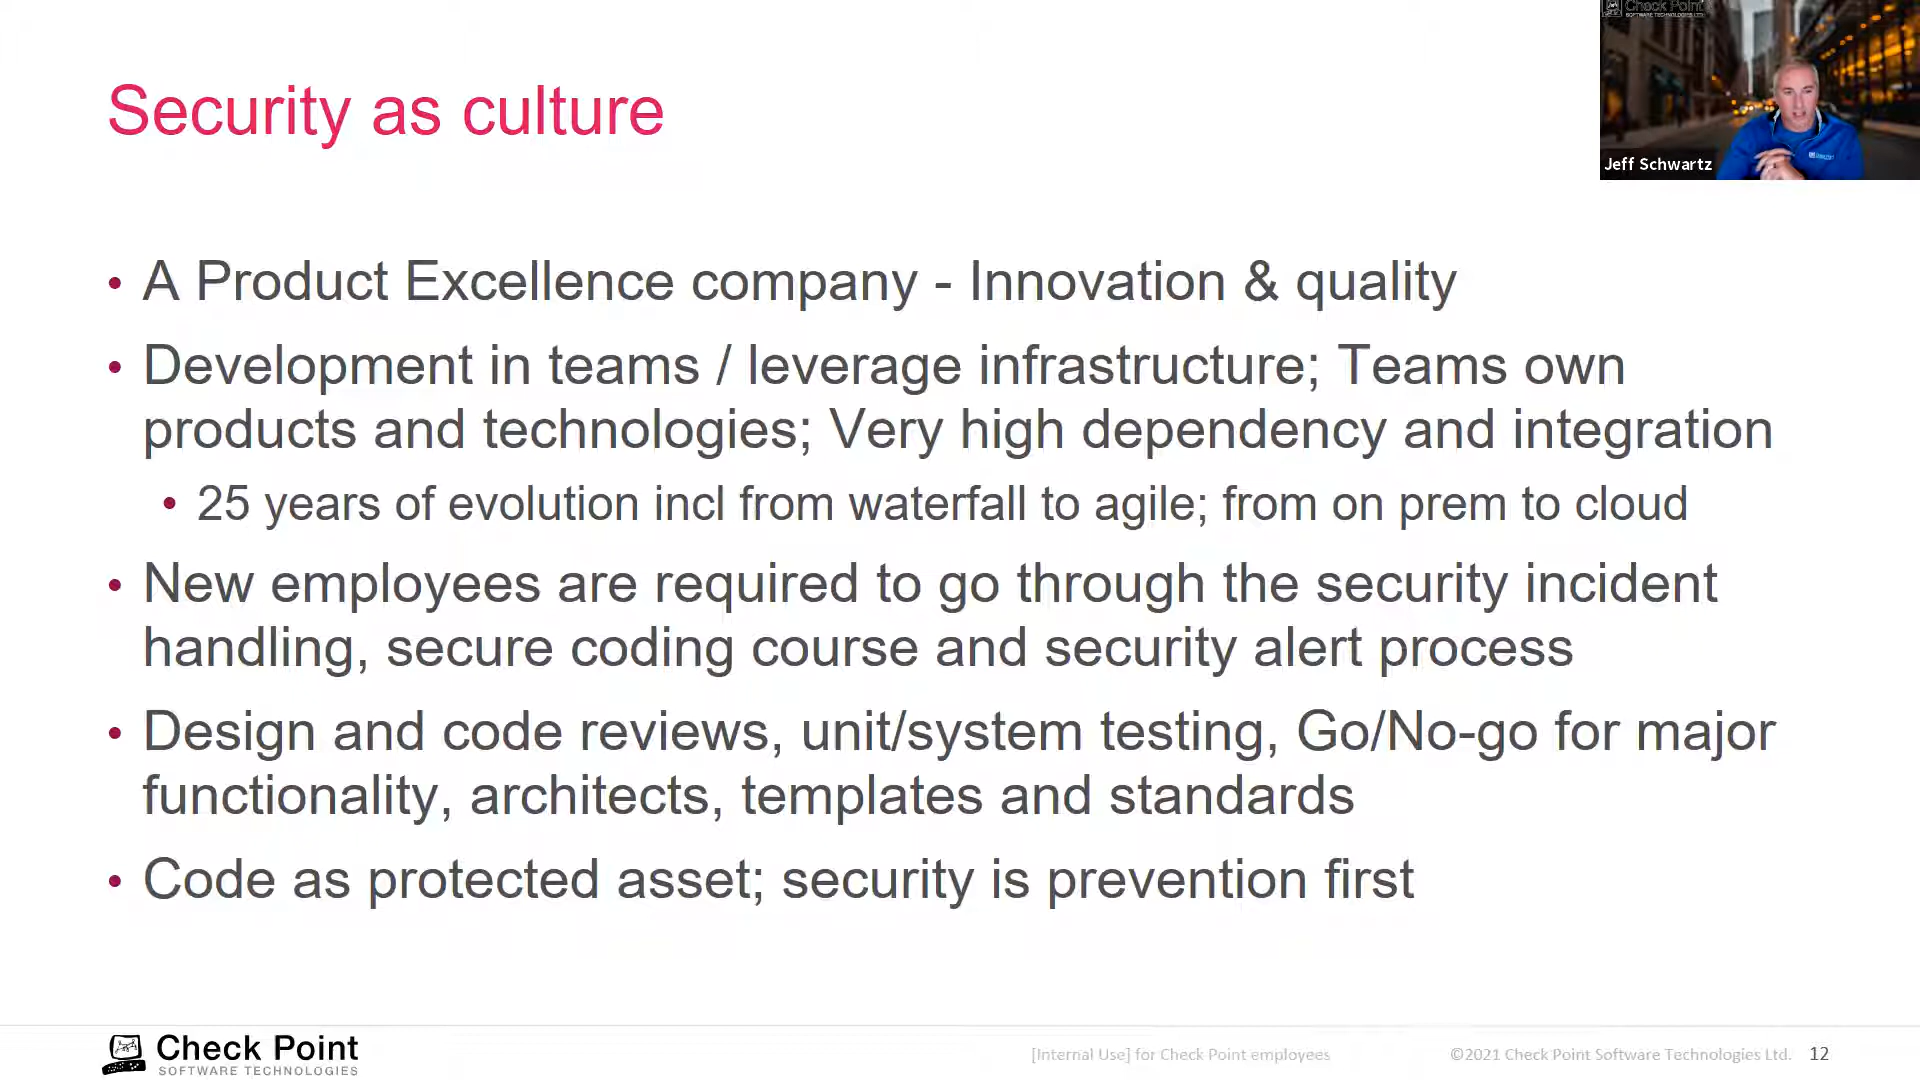 Check Point
SOFTWARE TECHNOLOGIES LTD.
Jeff Schwartz
Security as culture
• A Product Excellence company - Innovation & quality
• Development in teams / leverage infrastructure; Teams own
products and technologies; Very high dependency and integration
• 25 years of evolution incl from waterfall to agile; from on prem to cloud
• New employees are required to go through the security incident
handling, secure coding course and security alert process
• Design and code reviews, unit/system testing, Go/No-go for major
functionality, architects, templates and standards
• Code as protected asset; security is prevention first
Check Point
SOFTWARE TECHNOLOGIES
[Internal Use] for Check Point employees
©2021 Check Point Software Technologies Ltd.
12